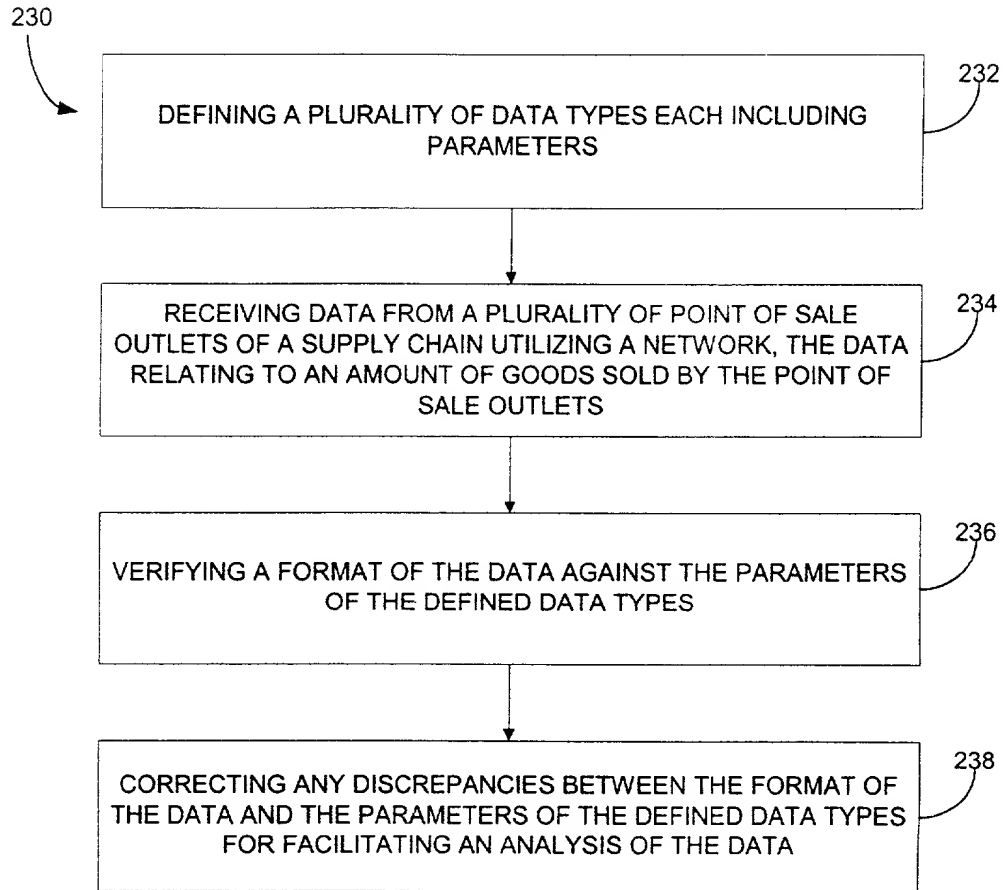 230
232
DEFINING A PLURALITY OF DATA TYPES EACH INCLUDING
PARAMETERS
234
RECEIVING DATA FROM A PLURALITY OF POINT OF SALE
OUTLETS OF A SUPPLY CHAIN UTILIZING A NETWORK, THE DATA
RELATING TO AN AMOUNT OF GOODS SOLD BY THE POINT OF
SALE OUTLETS
236
VERIFYING A FORMAT OF THE DATA AGAINST THE PARAMETERS
OF THE DEFINED DATA TYPES
238
CORRECTING ANY DISCREPANCIES BETWEEN THE FORMAT OF
THE DATA AND THE PARAMETERS OF THE DEFINED DATA TYPES
FOR FACILITATING AN ANALYSIS OF THE DATA